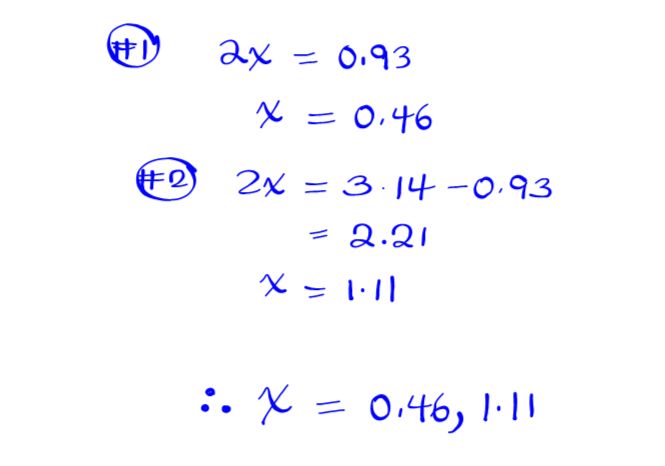 #1 2x = 0.93
x = 0.46
#2 2x = 3.14 - 0.93
= 2.21
x = 1.11
∴ x = 0.46, 1.11